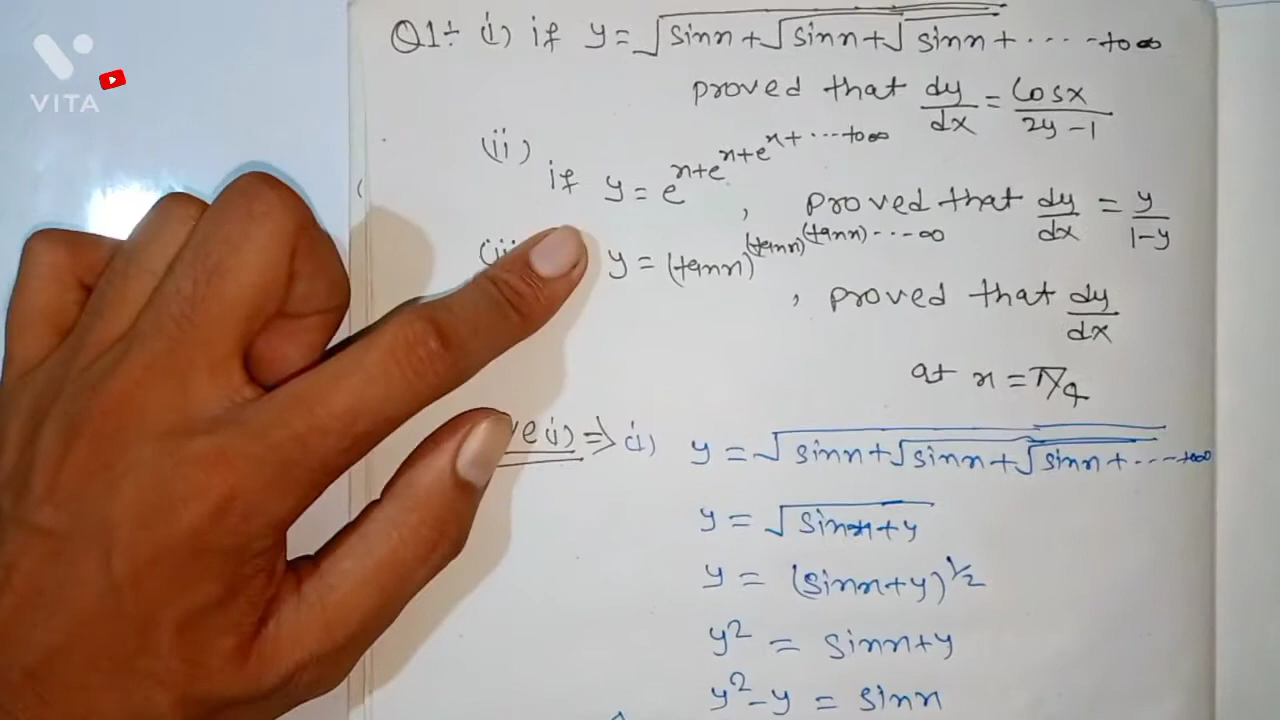 VITA
Q1÷ (i) if y = √sinx + √sinx + √sinx + .... to ∞
proved that dy/dx = Cosx/2y-1
(ii)
if y = e^x+e^x+e^x+ ....to ∞, proved that dy/dx = y/1-y
y = (tanx)^(tanx)^(tanx)....∞, proved that dy/dx
at x = π/4
(i) => (i) y = √sinx + √sinx + √sinx + .... to ∞
y = √sinx + y
y = (sinx + y)^1/2
y² = sinx + y
y² - y = sinx